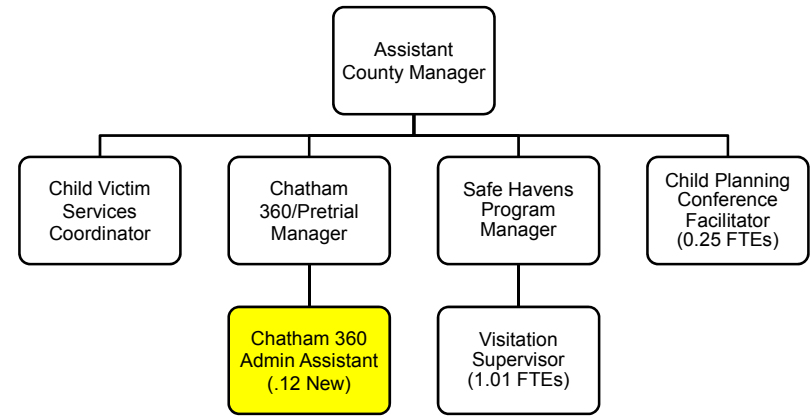 Assistant
County Manager
Child Victim
Services
Coordinator
Chatham
360/Pretrial
Manager
Safe Havens
Program
Manager
Child Planning
Conference
Facilitator
(0.25 FTEs)
Chatham 360
Admin Assistant
(.12 New)
Visitation
Supervisor
(1.01 FTEs)